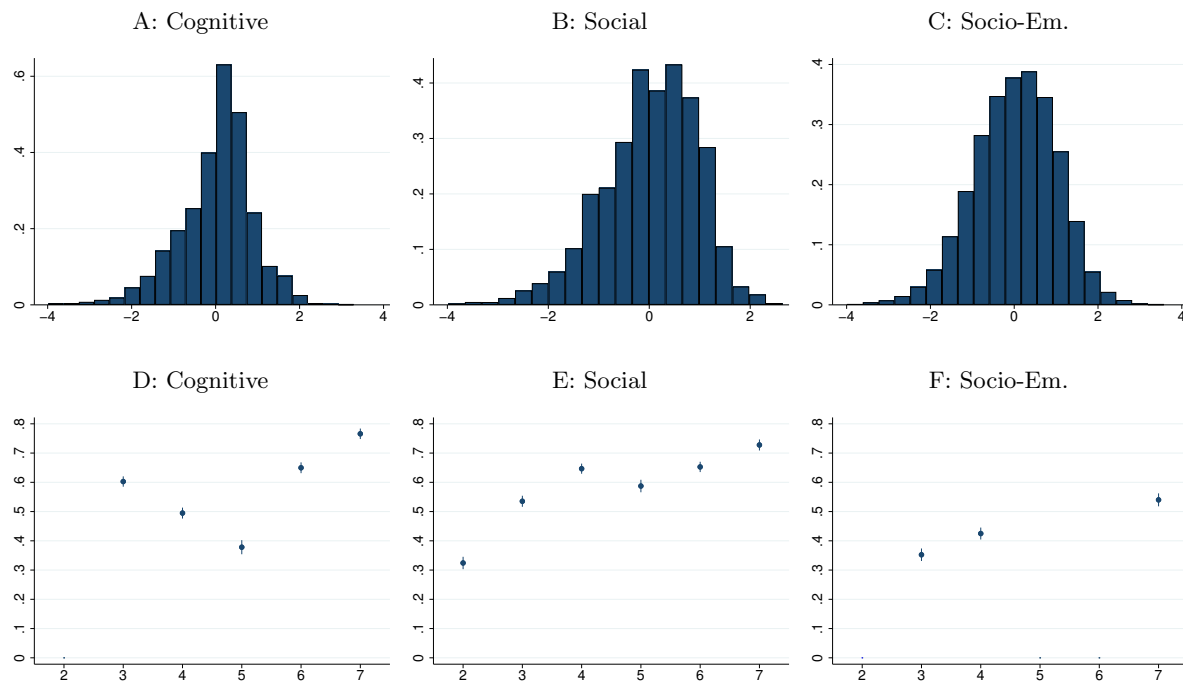 A: Cognitive
B: Social
C: Socio-Em.
0 .2 .4 .6
−4 −2 0 2 4
0 .1 .2 .3 .4
−4 −2 0 2
0 .1 .2 .3 .4
−4 −2 0 2 4
D: Cognitive
E: Social
F: Socio-Em.
0 .1 .2 .3 .4 .5 .6 .7 .8
2 3 4 5 6 7
0 .1 .2 .3 .4 .5 .6 .7 .8
2 3 4 5 6 7
0 .1 .2 .3 .4 .5 .6 .7 .8
2 3 4 5 6 7